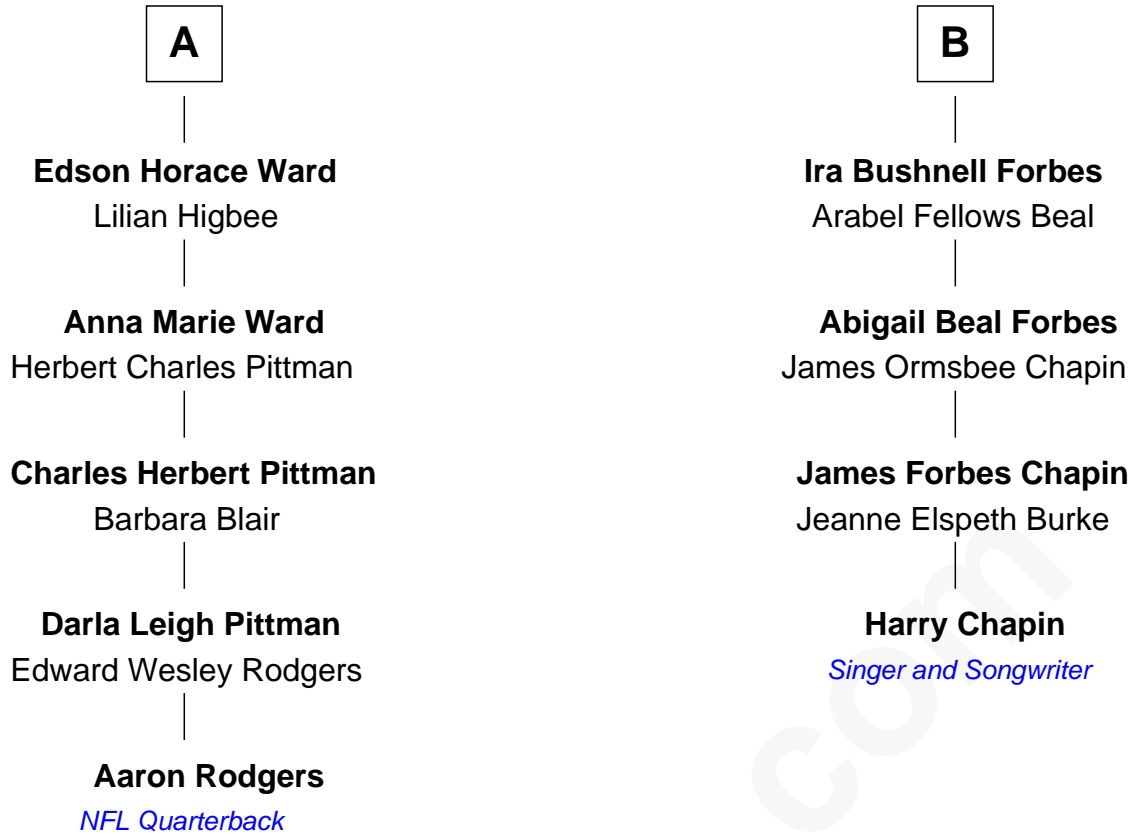 A
Edson Horace Ward
Lilian Higbee
Anna Marie Ward
Herbert Charles Pittman
Charles Herbert Pittman
Barbara Blair
Darla Leigh Pittman
Edward Wesley Rodgers
Aaron Rodgers
NFL Quarterback
B
Ira Bushnell Forbes
Arabel Fellows Beal
Abigail Beal Forbes
James Ormsbee Chapin
James Forbes Chapin
Jeanne Elspeth Burke
Harry Chapin
Singer and Songwriter
com